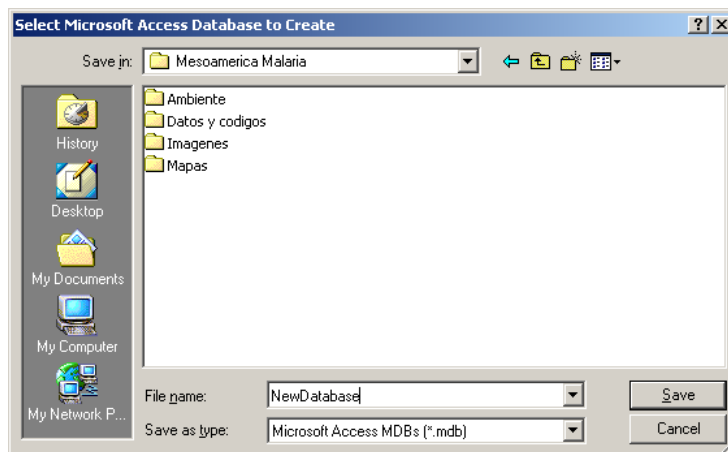 Select Microsoft Access Database to Create
Save in: Mesoamerica Malaria
History
Desktop
My Documents
My Computer
My Network P...
Ambiente
Datos y codigos
Imagenes
Mapas
File name: NewDatabase Save
Save as type: Microsoft Access MDBs (*.mdb) Cancel